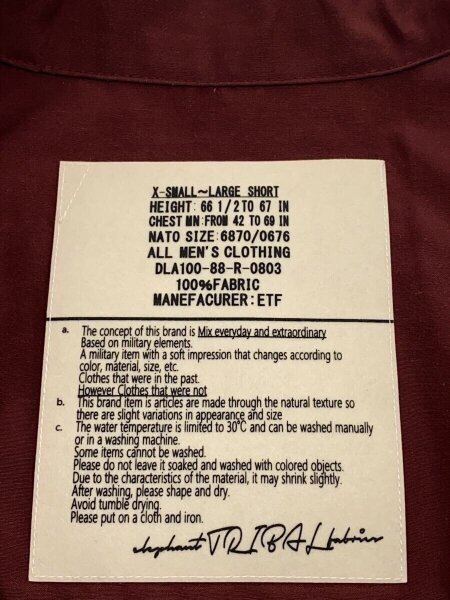 X-SMALL~LARGE SHORT
HEIGHT: 66 1/2TO 67 IN
CHEST MN:FROM 42 TO 69 IN
NATO SIZE:6870/0676
ALL MEN'S CLOTHING
DLA100-88-R-0803
100%FABRIC
MANEFACURER:ETF
a. The concept of this brand is Mix everyday and extraordinary
Based on military elements.
A military item with a soft impression that changes according to
color, material, size, etc.
Clothes that were in the past.
However Clothes that were not
b. This brand item is articles are made through the natural texture so
there are slight variations in appearance and size
c. The water temperature is limited to 30°C and can be washed manually
or in a washing machine.
Some items cannot be washed.
Please do not leave it soaked and washed with colored objects.
Due to the characteristics of the material, it may shrink slightly.
After washing, please shape and dry.
Avoid tumble drying.
Please put on a cloth and iron.
elephant TRIBAL fabrics